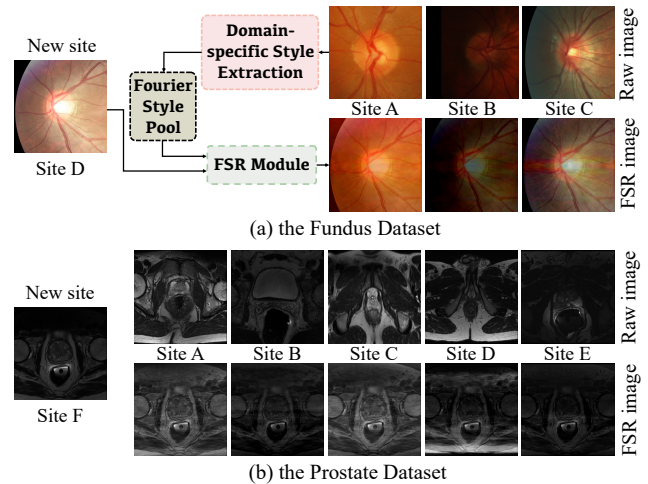 New site
Site D
Domain-
specific Style
Extraction
Fourier
Style
Pool
FSR Module
Site A
Site B
Site C
Raw image
FSR image
(a) the Fundus Dataset
New site
Site F
Site A
Site B
Site C
Site D
Site E
Raw image
FSR image
(b) the Prostate Dataset